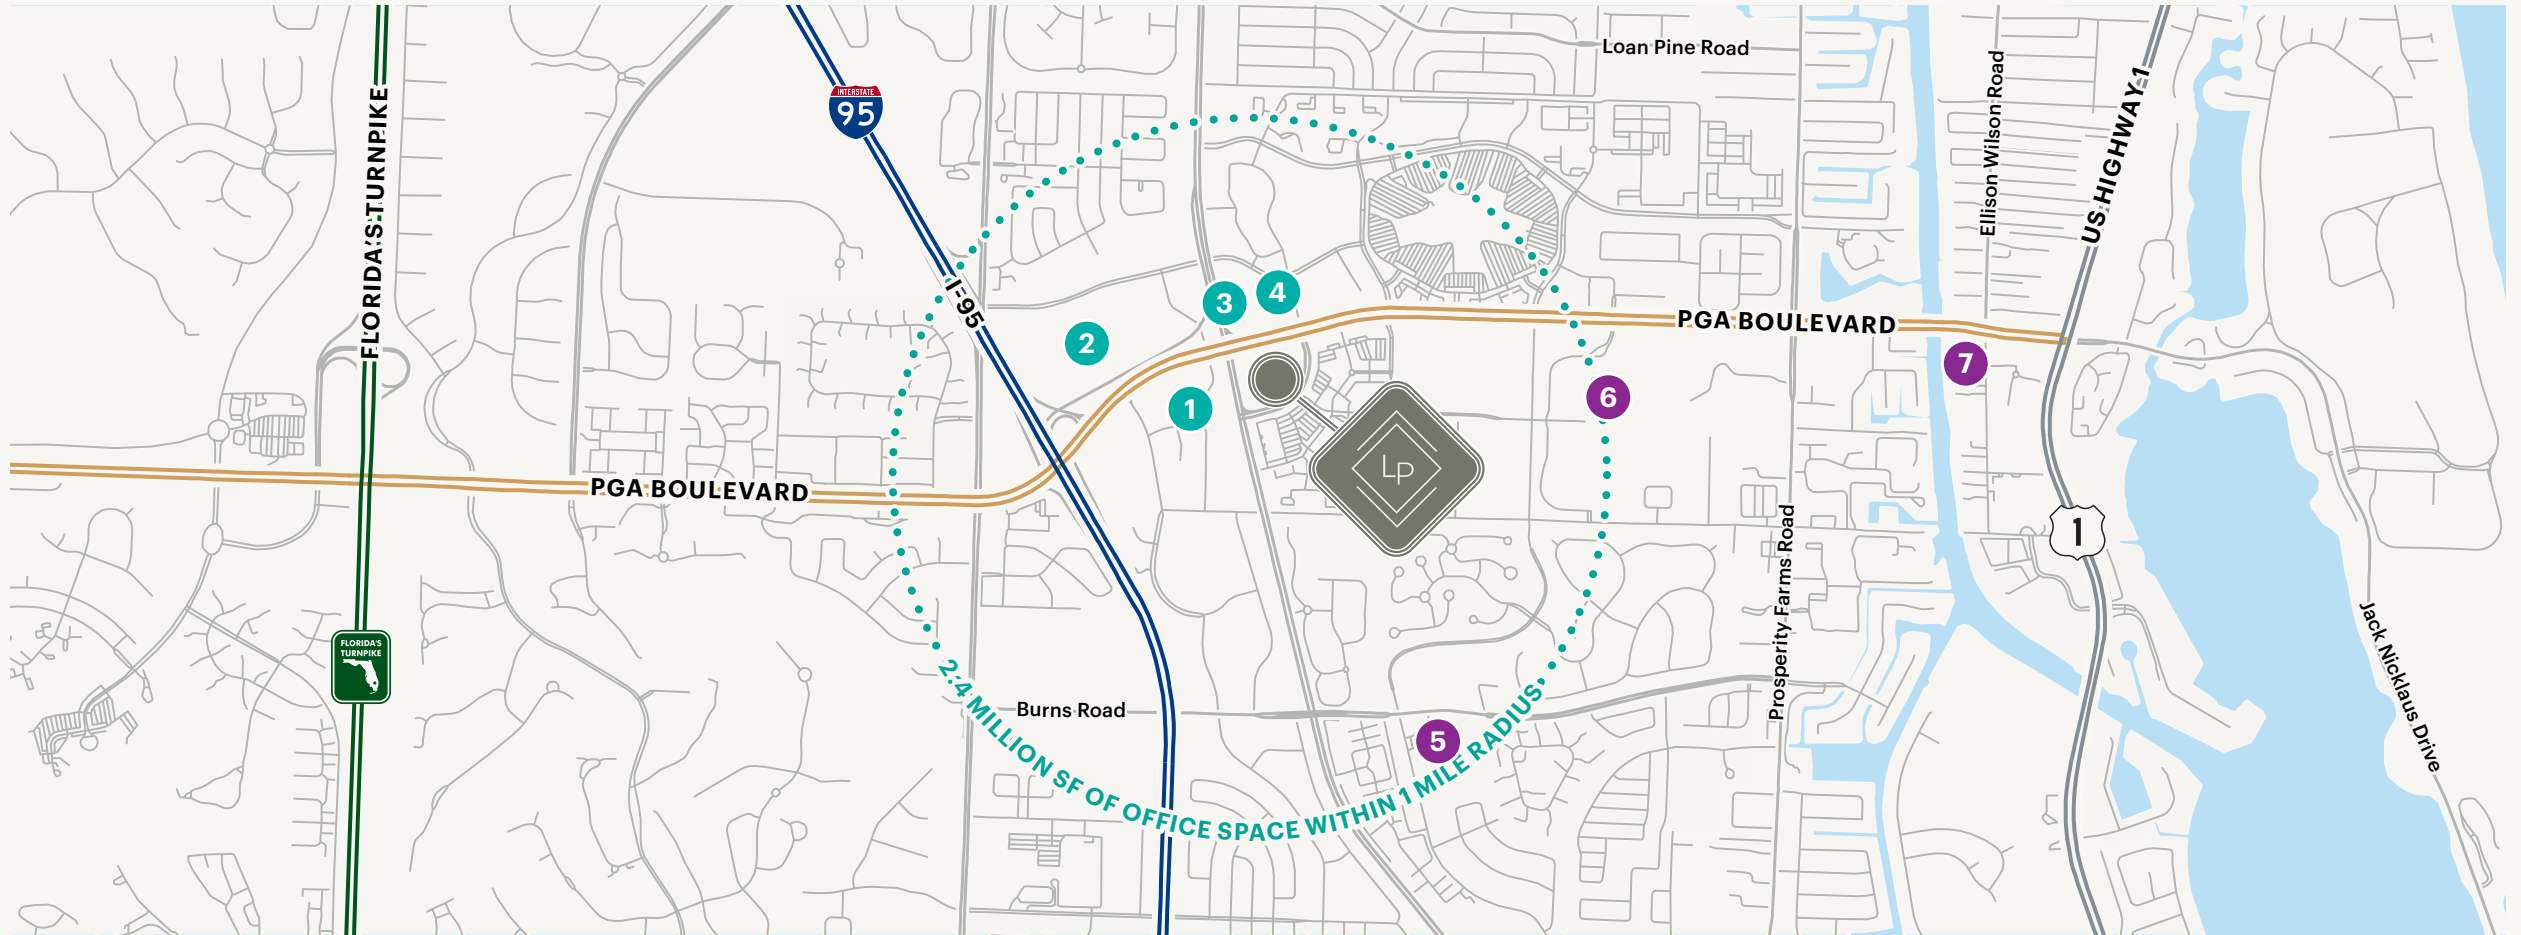 Loan Pine Road
INTERSTATE
95
FLORIDA'S TURNPIKE
Ellison Wilson Road
US HIGHWAY 1
I-95
3
4
2
PGA BOULEVARD
7
1
6
LP
PGA BOULEVARD
1
Prosperity Farms Road
FLORIDA'S
TURNPIKE
Jack Nicklaus Drive
Burns Road
5
2.4 MILLION SF OF OFFICE SPACE WITHIN 1 MILE RADIUS